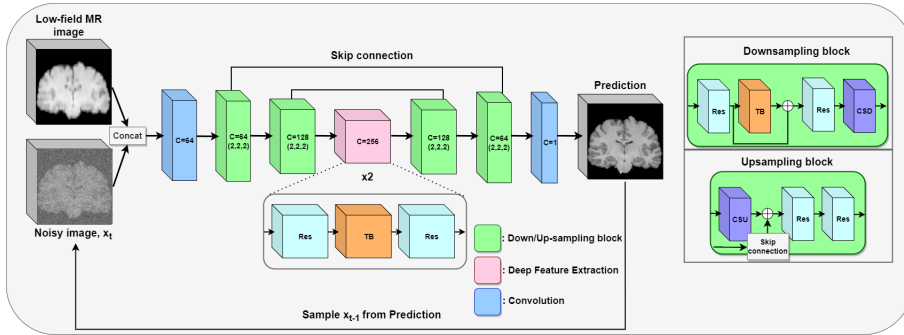 Low-field MR
image
Noisy image, xt
Concat
C=64
C=64
(2,2,2)
C=128
(2,2,2)
C=256
x2
C=128
(2,2,2)
C=64
(2,2,2)
C=1
Skip connection
Prediction
Res
TB
Res
: Down/Up-sampling block
: Deep Feature Extraction
: Convolution
Sample xt-1 from Prediction
Downsampling block
Res
TB
Res
CSD
Upsampling block
CSU
Skip
connection
Res
Res